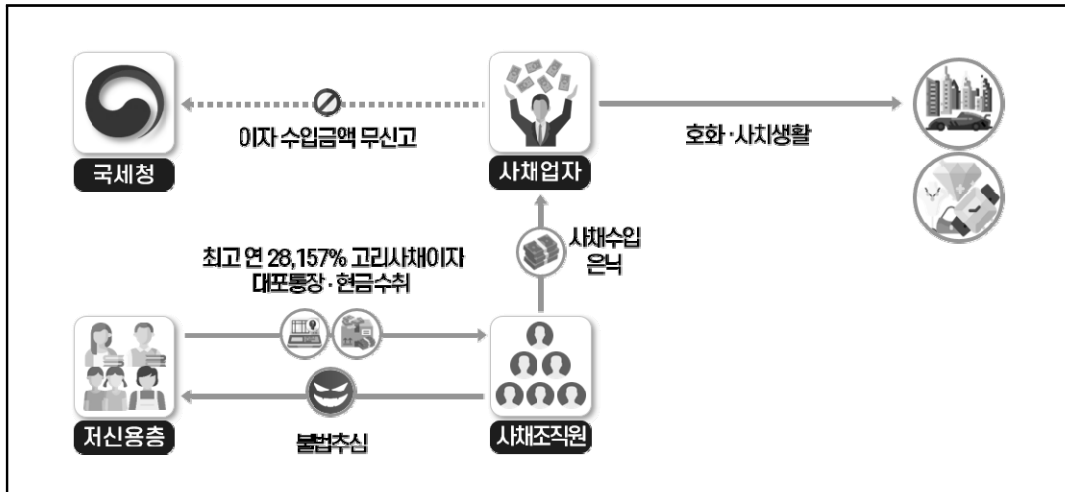 이자 수입금액 무신고
호화·사치생활
국세청
사채업자
사채수입
은닉
최고 연 28,157% 고리사채이자
대포통장·현금수취
저신용층
불법추심
사채조직원